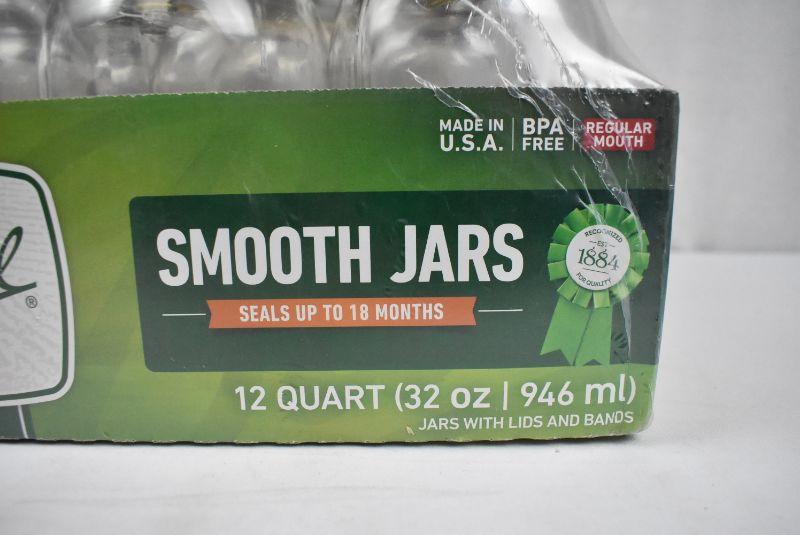 MADE IN
U.S.A.
BPA
FREE
REGULAR
MOUTH
®
SMOOTH JARS
SEALS UP TO 18 MONTHS
RECOGNIZED
EST
1884
FOR QUALITY
12 QUART (32 oz | 946 ml)
JARS WITH LIDS AND BANDS